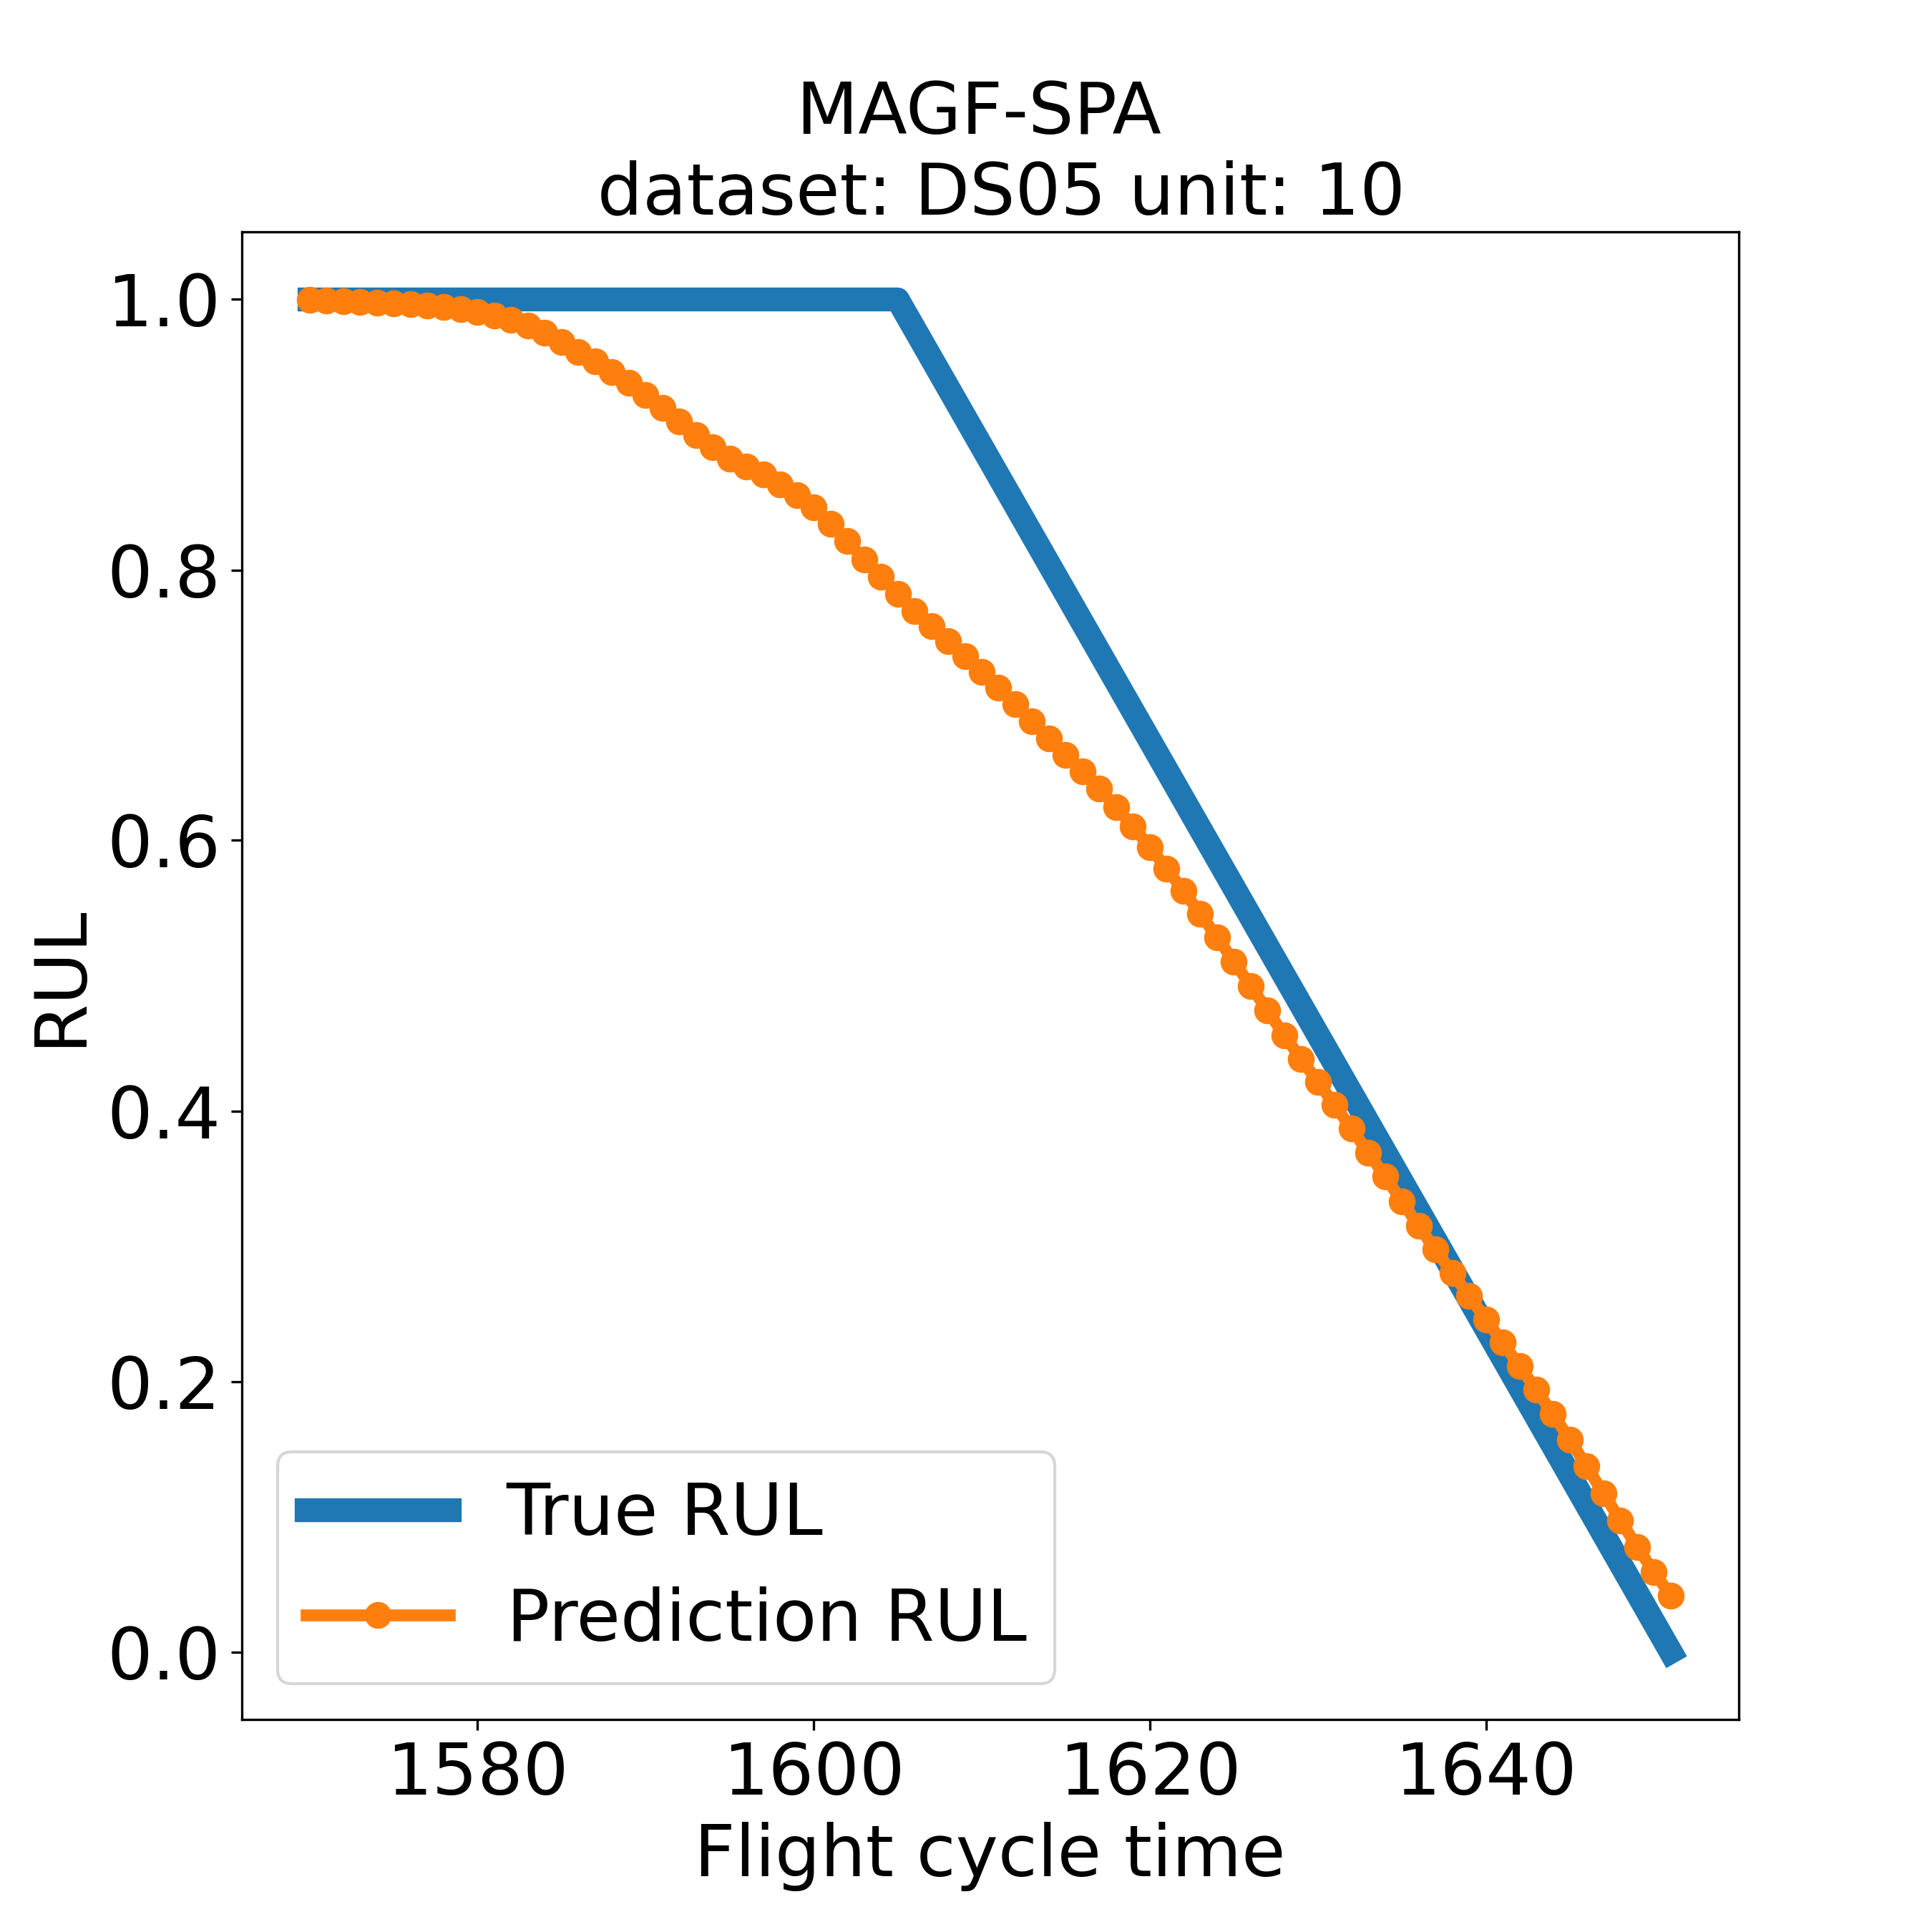 MAGF-SPA
dataset: DS05 unit: 10
1.0
0.8
0.6
0.4
0.2
0.0
RUL
True RUL
Prediction RUL
1580 1600 1620 1640
Flight cycle time